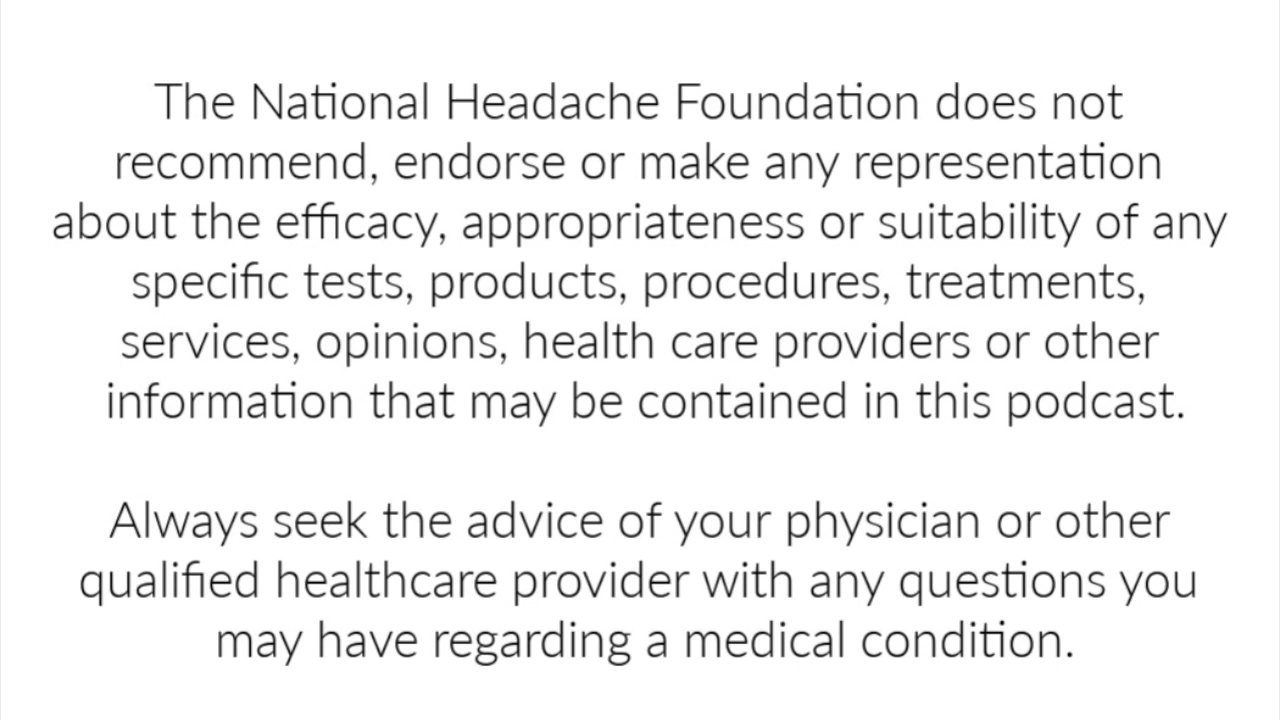 The National Headache Foundation does not
recommend, endorse or make any representation
about the efficacy, appropriateness or suitability of any
specific tests, products, procedures, treatments,
services, opinions, health care providers or other
information that may be contained in this podcast.
Always seek the advice of your physician or other
qualified healthcare provider with any questions you
may have regarding a medical condition.